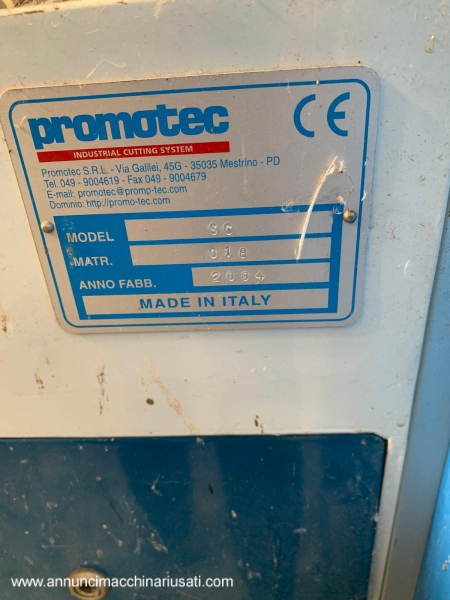 promotec
CE
INDUSTRIAL CUTTING SYSTEM
Promotec S.R.L. - Via Galilei, 45G - 35035 Mestrino - PD
Tel. 049 - 9004619 - Fax 049 - 9004679
E-mail: promotec@promo-tec.com
Dominio: http://promo-tec.com
MODEL SC
MATR. 018
ANNO FABB. 2004
MADE IN ITALY
www.annuncimacchinariusati.com